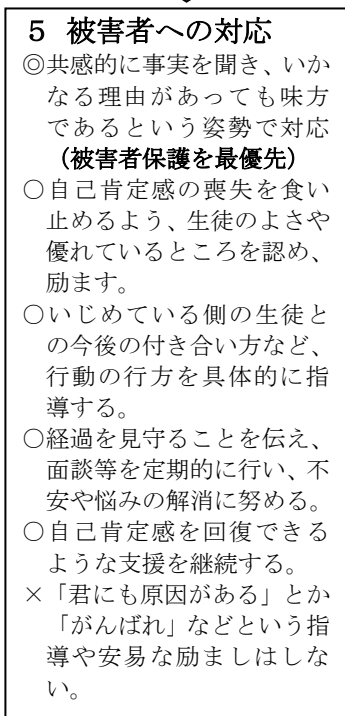 5 被害者への対応
◎共感的に事実を聞き、いか
なる理由があっても味方
であるという姿勢で対応
(被害者保護を最優先)
○自己肯定感の喪失を食い
止めるよう、生徒のよさや
優れているところを認め、
励ます。
○いじめている側の生徒と
の今後の付き合い方など、
行動の行方を具体的に指
導する。
○経過を見守ることを伝え、
面談等を定期的に行い、不
安や悩みの解消に努める。
○自己肯定感を回復できる
ような支援を継続する。
×「君にも原因がある」とか
「がんばれ」などという指
導や安易な励ましはしな
い。